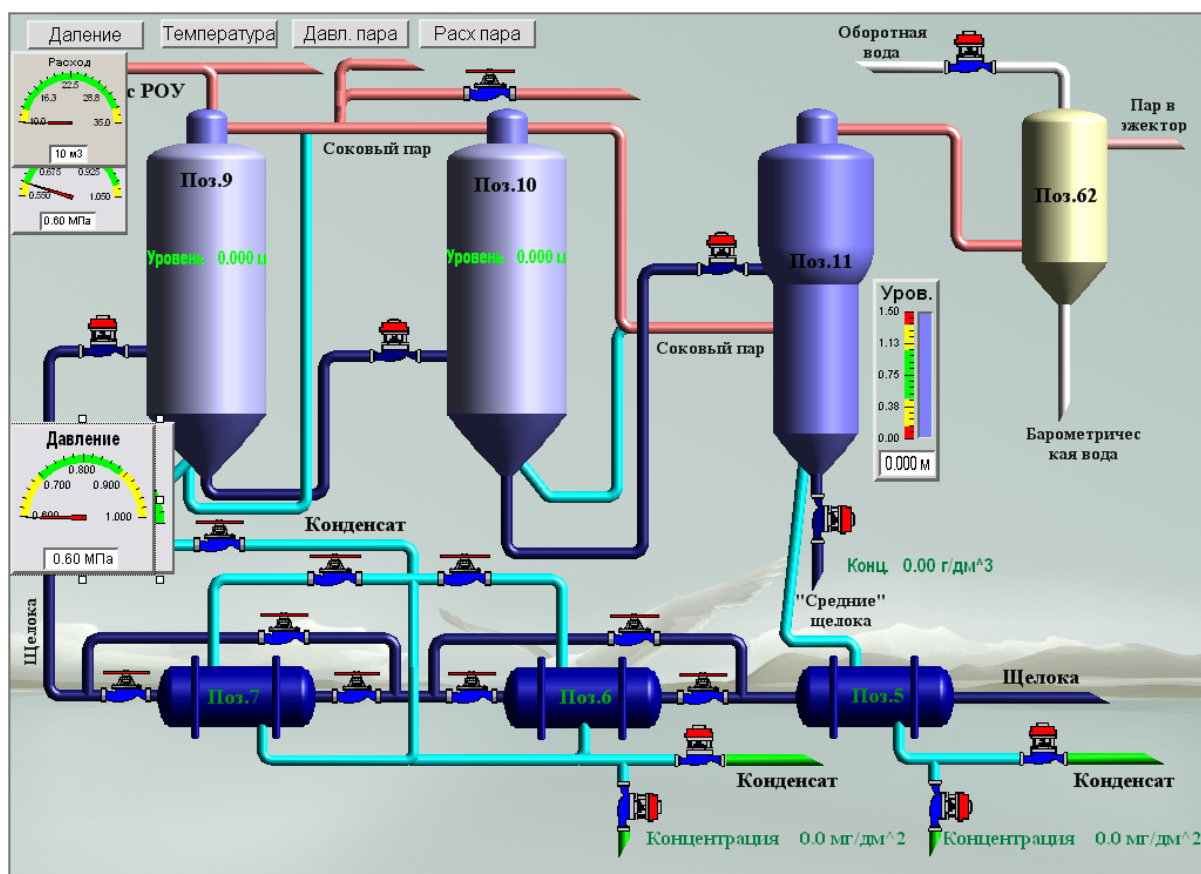 Даление
Температура
Давл. пара
Расх пара
Расход
22.5
16.3
28.8
10.0
35.0
10 м3
с РОУ
0.675
0.925
0.550
1.050
0.60 МПа
Оборотная
вода
Пар в
эжектор
Соковый пар
Поз.9
Поз.10
Поз.62
Поз.11
Уровень 0.000 м
Уровень 0.000 м
Уров.
1.50
1.13
0.75
0.38
0.00
0.000 м
Соковый пар
Барометричес
кая вода
Давление
0.800
0.700
0.900
0.600
1.000
0.60 МПа
Конденсат
Конц. 0.00 г/дм^3
"Средние"
щелока
Щелока
Поз.7
Поз.6
Поз.5
Щелока
Конденсат
Конденсат
Концентрация 0.0 мг/дм^2
Концентрация 0.0 мг/дм^2